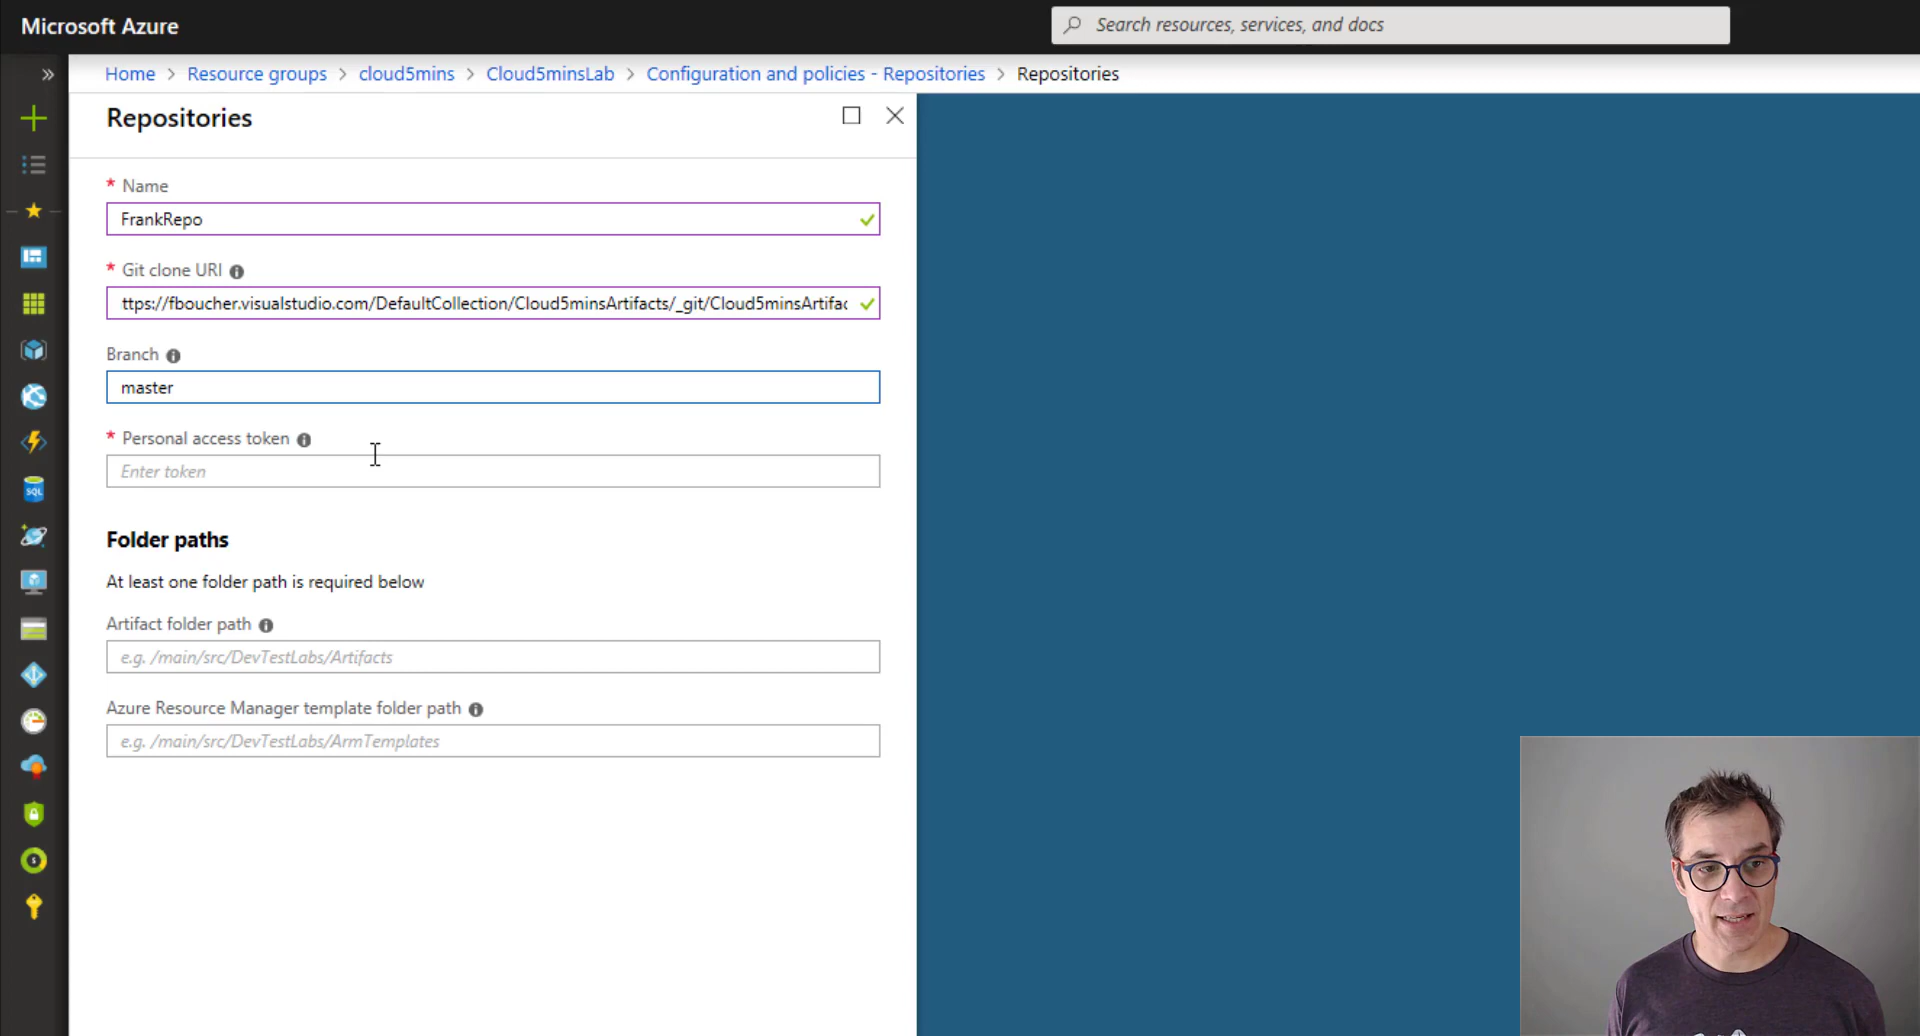 Microsoft Azure
Search resources, services, and docs
Home > Resource groups > cloud5mins > Cloud5minsLab > Configuration and policies - Repositories > Repositories
Repositories
* Name
FrankRepo
* Git clone URI
ttps://fboucher.visualstudio.com/DefaultCollection/Cloud5minsArtifacts/_git/Cloud5minsArtifac
Branch
master
* Personal access token
Enter token
Folder paths
At least one folder path is required below
Artifact folder path
e.g. /main/src/DevTestLabs/Artifacts
Azure Resource Manager template folder path
e.g. /main/src/DevTestLabs/ArmTemplates
SQL